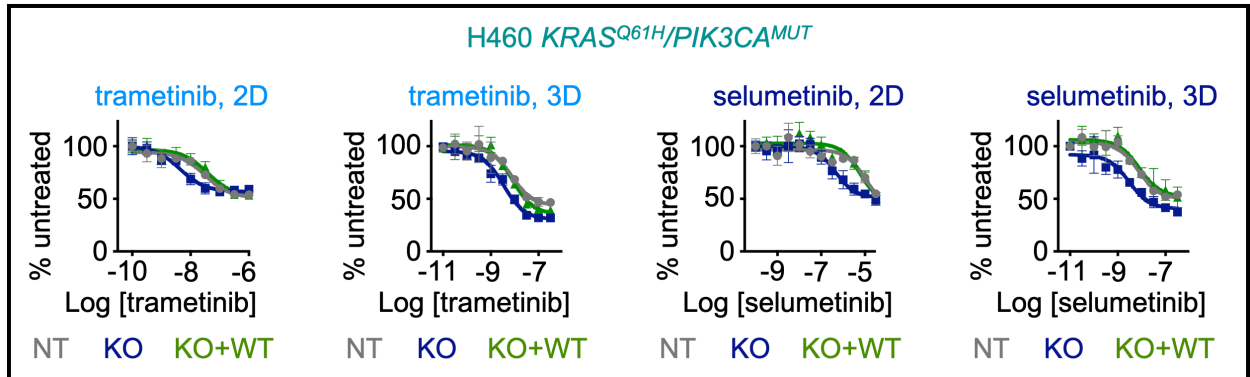 H460 KRASQ61H/PIK3CAMUT
trametinib, 2D
% untreated
100
50
0
-10 -8 -6
Log [trametinib]
NT KO KO+WT
trametinib, 3D
% untreated
100
50
0
-11 -9 -7
Log [trametinib]
NT KO KO+WT
selumetinib, 2D
% untreated
100
50
0
-9 -7 -5
Log [selumetinib]
NT KO KO+WT
selumetinib, 3D
% untreated
100
50
0
-11 -9 -7
Log [selumetinib]
NT KO KO+WT